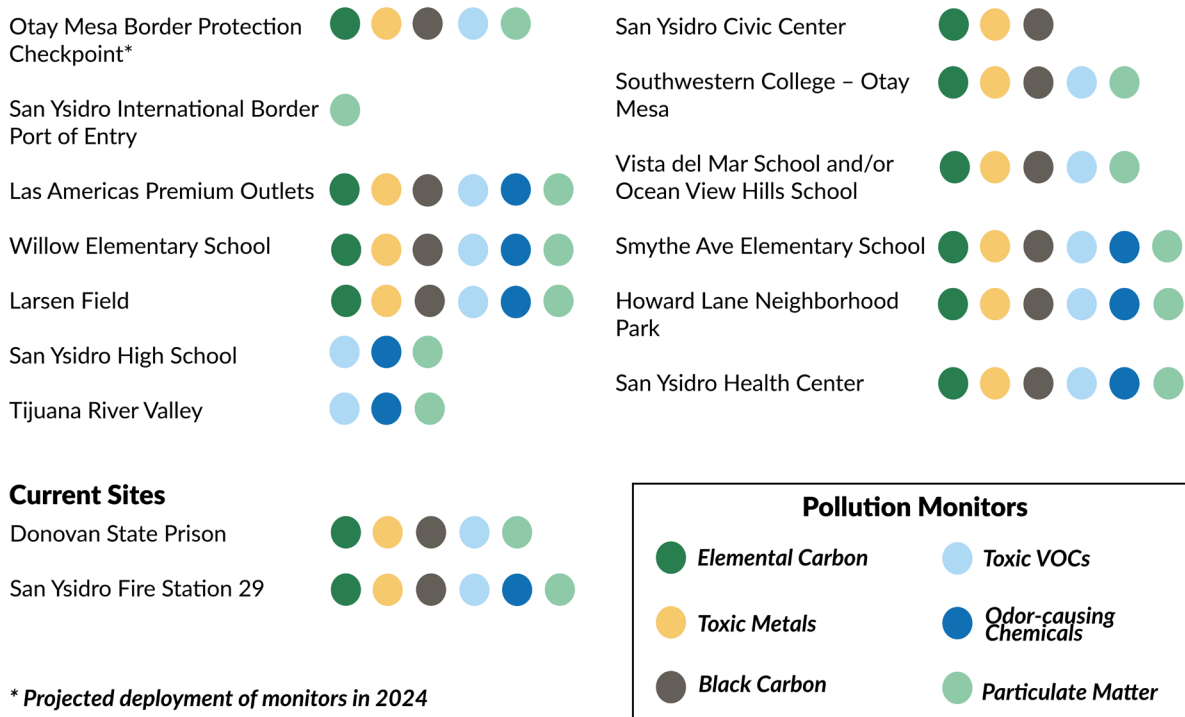 Otay Mesa Border Protection
Checkpoint*
San Ysidro International Border
Port of Entry
Las Americas Premium Outlets
Willow Elementary School
Larsen Field
San Ysidro High School
Tijuana River Valley
San Ysidro Civic Center
Southwestern College – Otay
Mesa
Vista del Mar School and/or
Ocean View Hills School
Smythe Ave Elementary School
Howard Lane Neighborhood
Park
San Ysidro Health Center
Current Sites
Donovan State Prison
San Ysidro Fire Station 29
* Projected deployment of monitors in 2024
Pollution Monitors
Elemental Carbon
Toxic Metals
Black Carbon
Toxic VOCs
Odor-causing
Chemicals
Particulate Matter